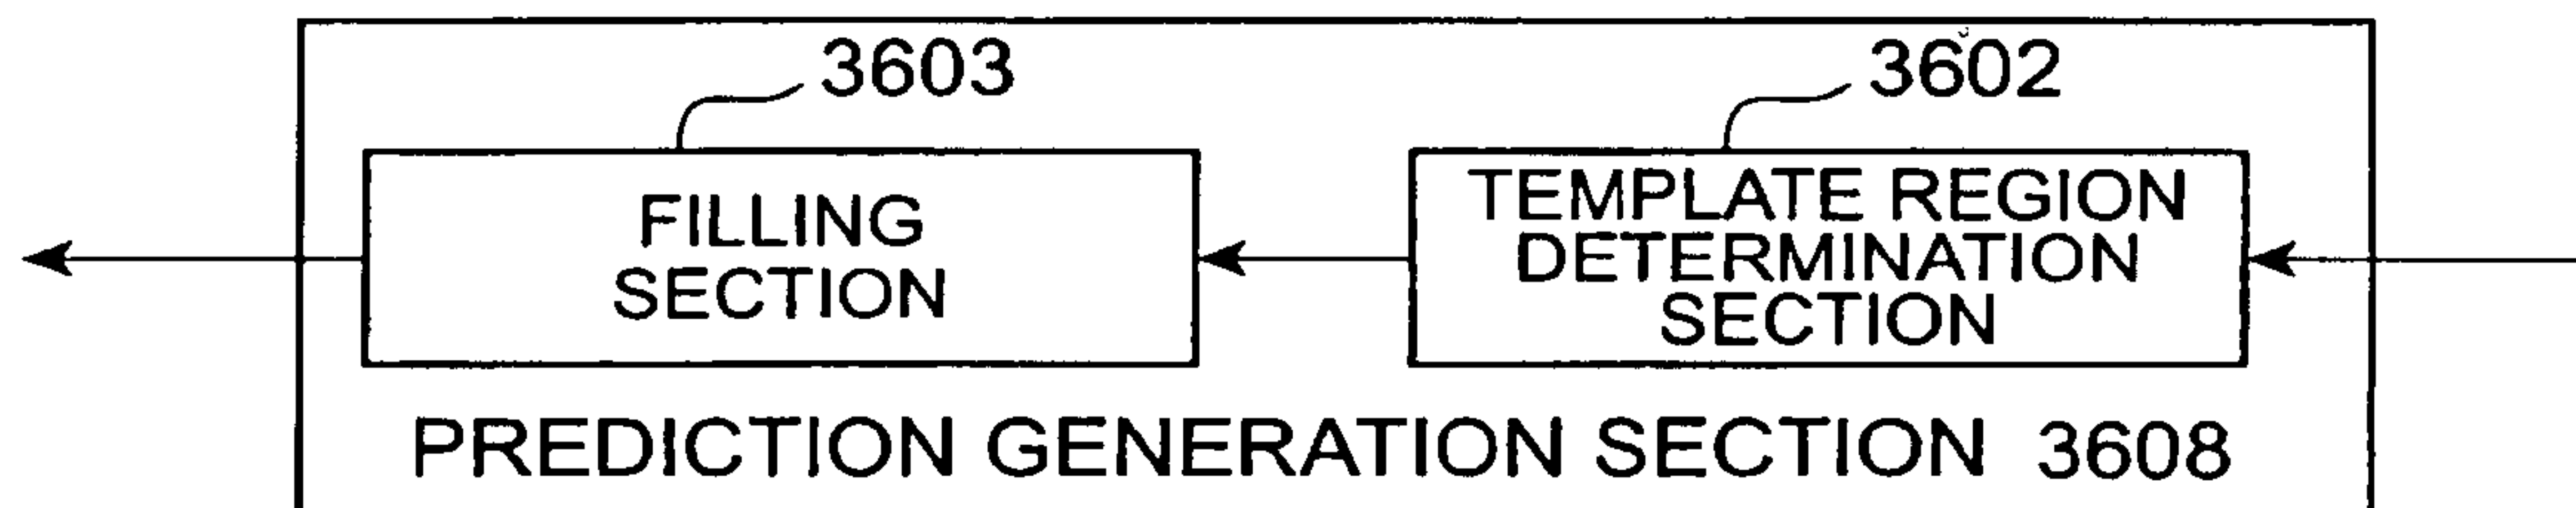 3603
3602
FILLING
SECTION
TEMPLATE REGION
DETERMINATION
SECTION
PREDICTION GENERATION SECTION 3608